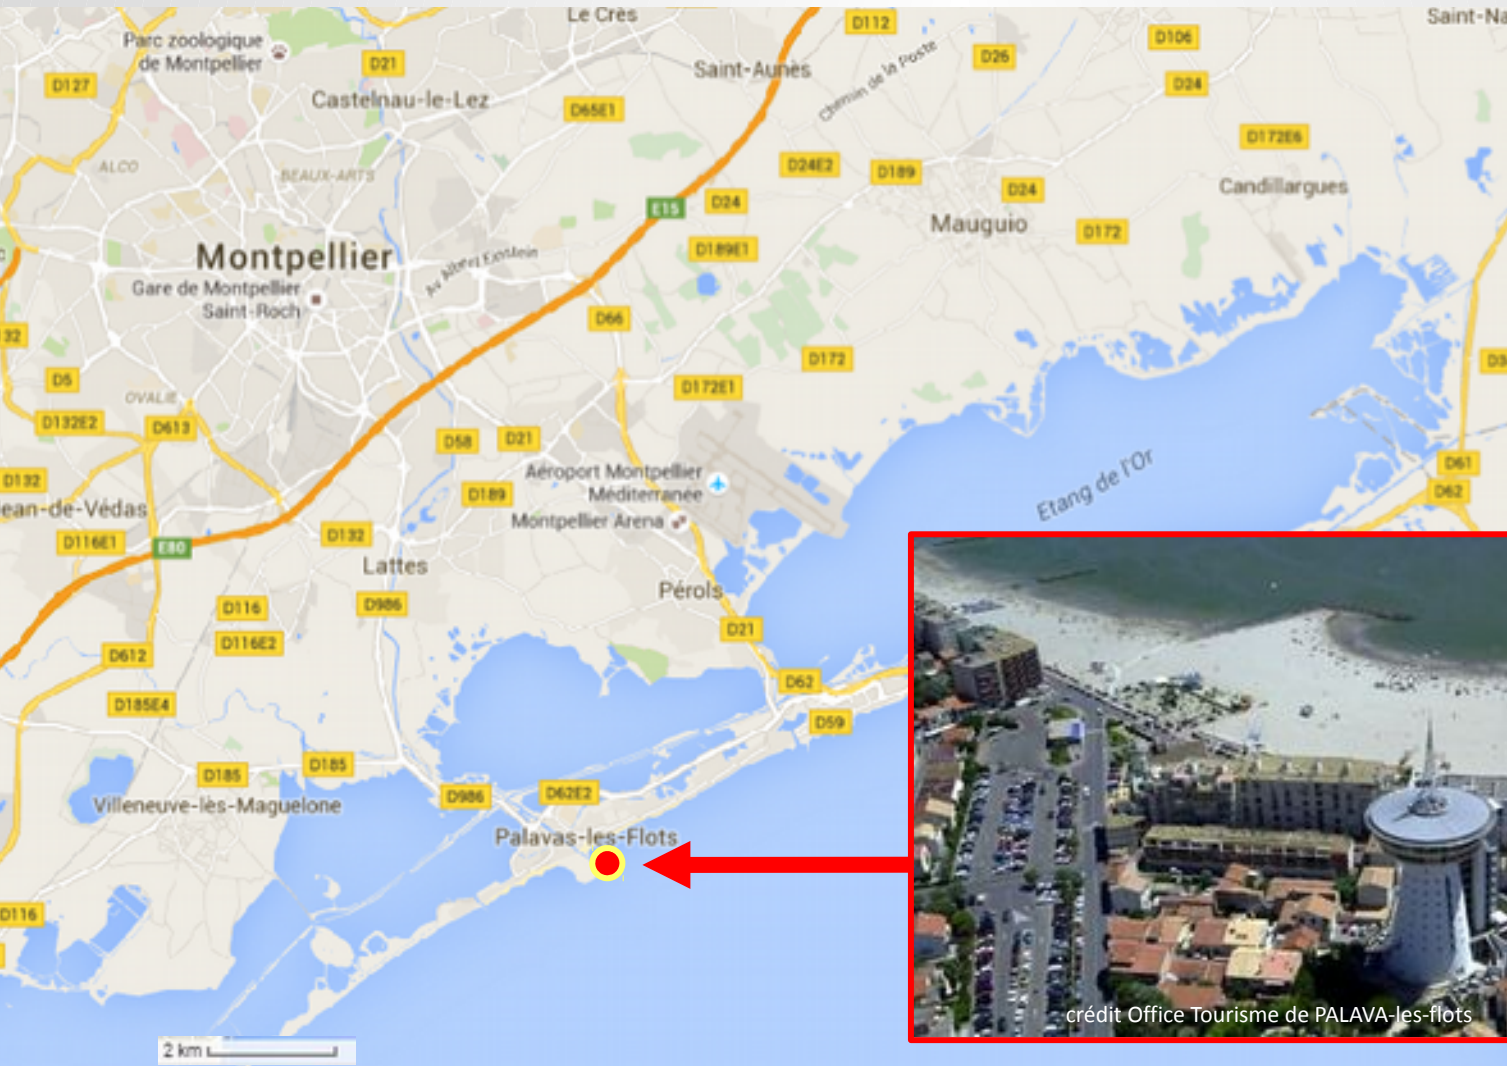 Le Crès
D112
Saint-Na
Parc zoologique
de Montpellier
D21
D106
D26
Saint-Aunès
Chemin de la Poste
D127
D24
Castelnau-le-Lez
D65E1
D172E6
ALCO
BEAUX-ARTS
D24E2
D189
D24
Candillargues
E15
D24
Mauguio
D172
D189E1
Montpellier
Av Albert Einstein
Gare de Montpellier
Saint-Roch
D66
32
D172
D5
D172E1
D3
OVALIE
D132E2
D613
D58
D21
D61
D62
D132
Aéroport Montpellier
Méditerranée
D189
Etang de l'Or
ean-de-Védas
Montpellier Arena
D116E1
E80
D132
Lattes
Pérols
D116
D986
D21
D116E2
D612
D62
D185E4
D59
D185
D185
Villeneuve-lès-Maguelone
D986
D62E2
Palavas-les-Flots
D116
crédit Office Tourisme de PALAVA-les-flots
2 km